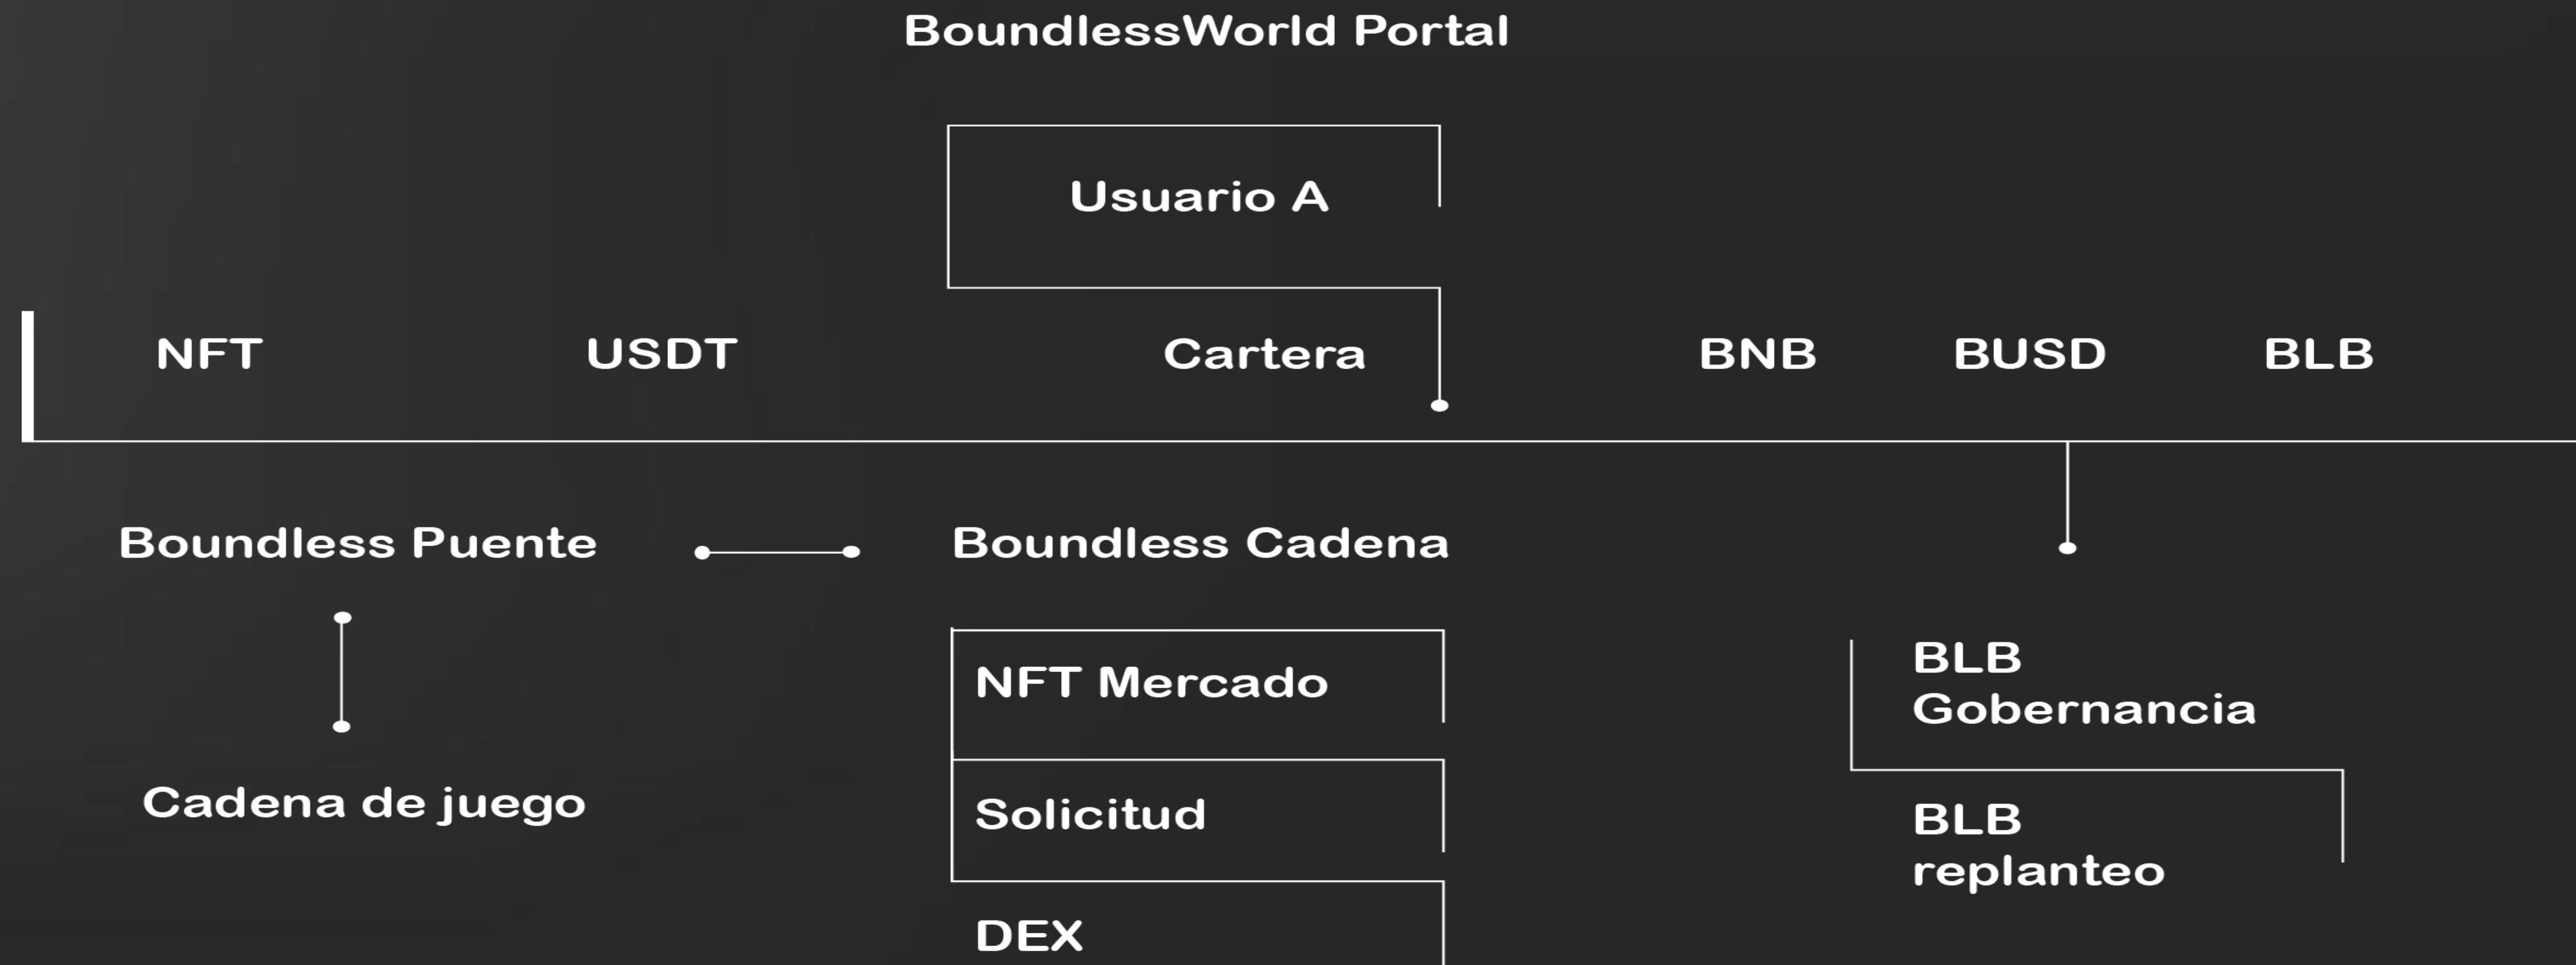 BoundlessWorld Portal
Usuario A
NFT USDT Cartera BNB BUSD BLB
Boundless Puente Boundless Cadena
NFT Mercado
Solicitud
DEX
Cadena de juego
BLB
Gobernancia
BLB
replanteo